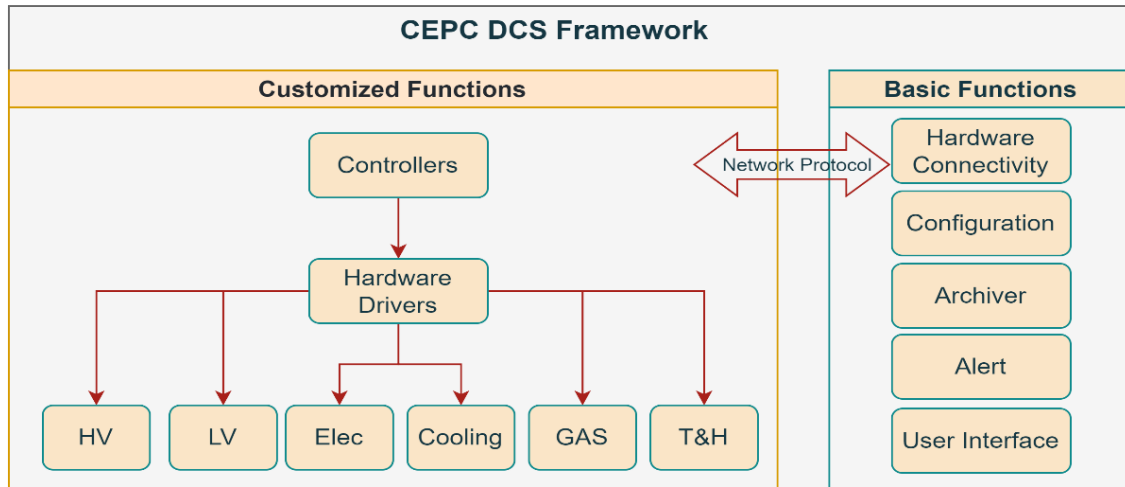 CEPC DCS Framework
Customized Functions
Basic Functions
Controllers
Network Protocol
Hardware
Connectivity
Configuration
Hardware
Drivers
Archiver
Alert
HV
LV
Elec
Cooling
GAS
T&H
User Interface